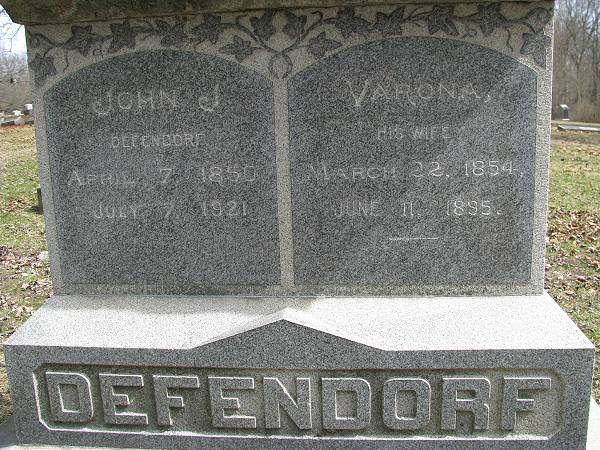 JOHN J
DEFENDORF
APRIL 7, 1850
JULY 7, 1921
VARONA,
HIS WIFE
MARCH 22, 1854,
JUNE 11, 1895.
DEFENDORF